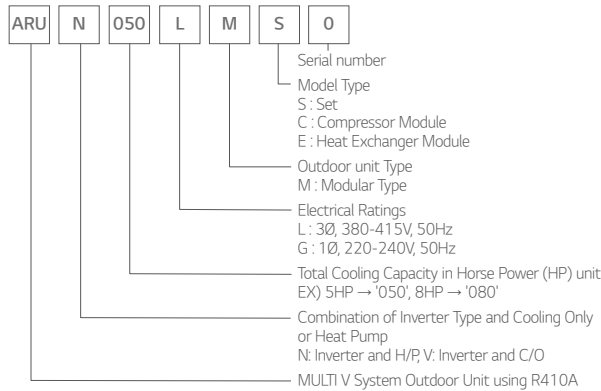 ARU N 050 L M S 0
Serial number
Model Type
S : Set
C : Compressor Module
E : Heat Exchanger Module
Outdoor unit Type
M : Modular Type
Electrical Ratings
L : 3Ø, 380-415V, 50Hz
G : 1Ø, 220-240V, 50Hz
Total Cooling Capacity in Horse Power (HP) unit
EX) 5HP → '050', 8HP → '080'
Combination of Inverter Type and Cooling Only
or Heat Pump
N: Inverter and H/P, V: Inverter and C/O
MULTI V System Outdoor Unit using R410A